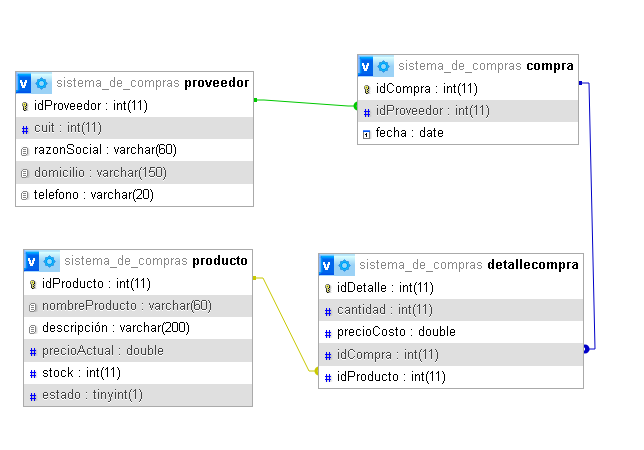 v sistema_de_compras proveedor
idProveedor : int(11)
# cuit : int(11)
razonSocial : varchar(60)
domicilio : varchar(150)
telefono : varchar(20)
v sistema_de_compras compra
idCompra : int(11)
# idProveedor : int(11)
fecha : date
v sistema_de_compras producto
idProducto : int(11)
nombreProducto : varchar(60)
descripción : varchar(200)
# precioActual : double
# stock : int(11)
# estado : tinyint(1)
v sistema_de_compras detallecompra
idDetalle : int(11)
# cantidad : int(11)
# precioCosto : double
# idCompra : int(11)
# idProducto : int(11)